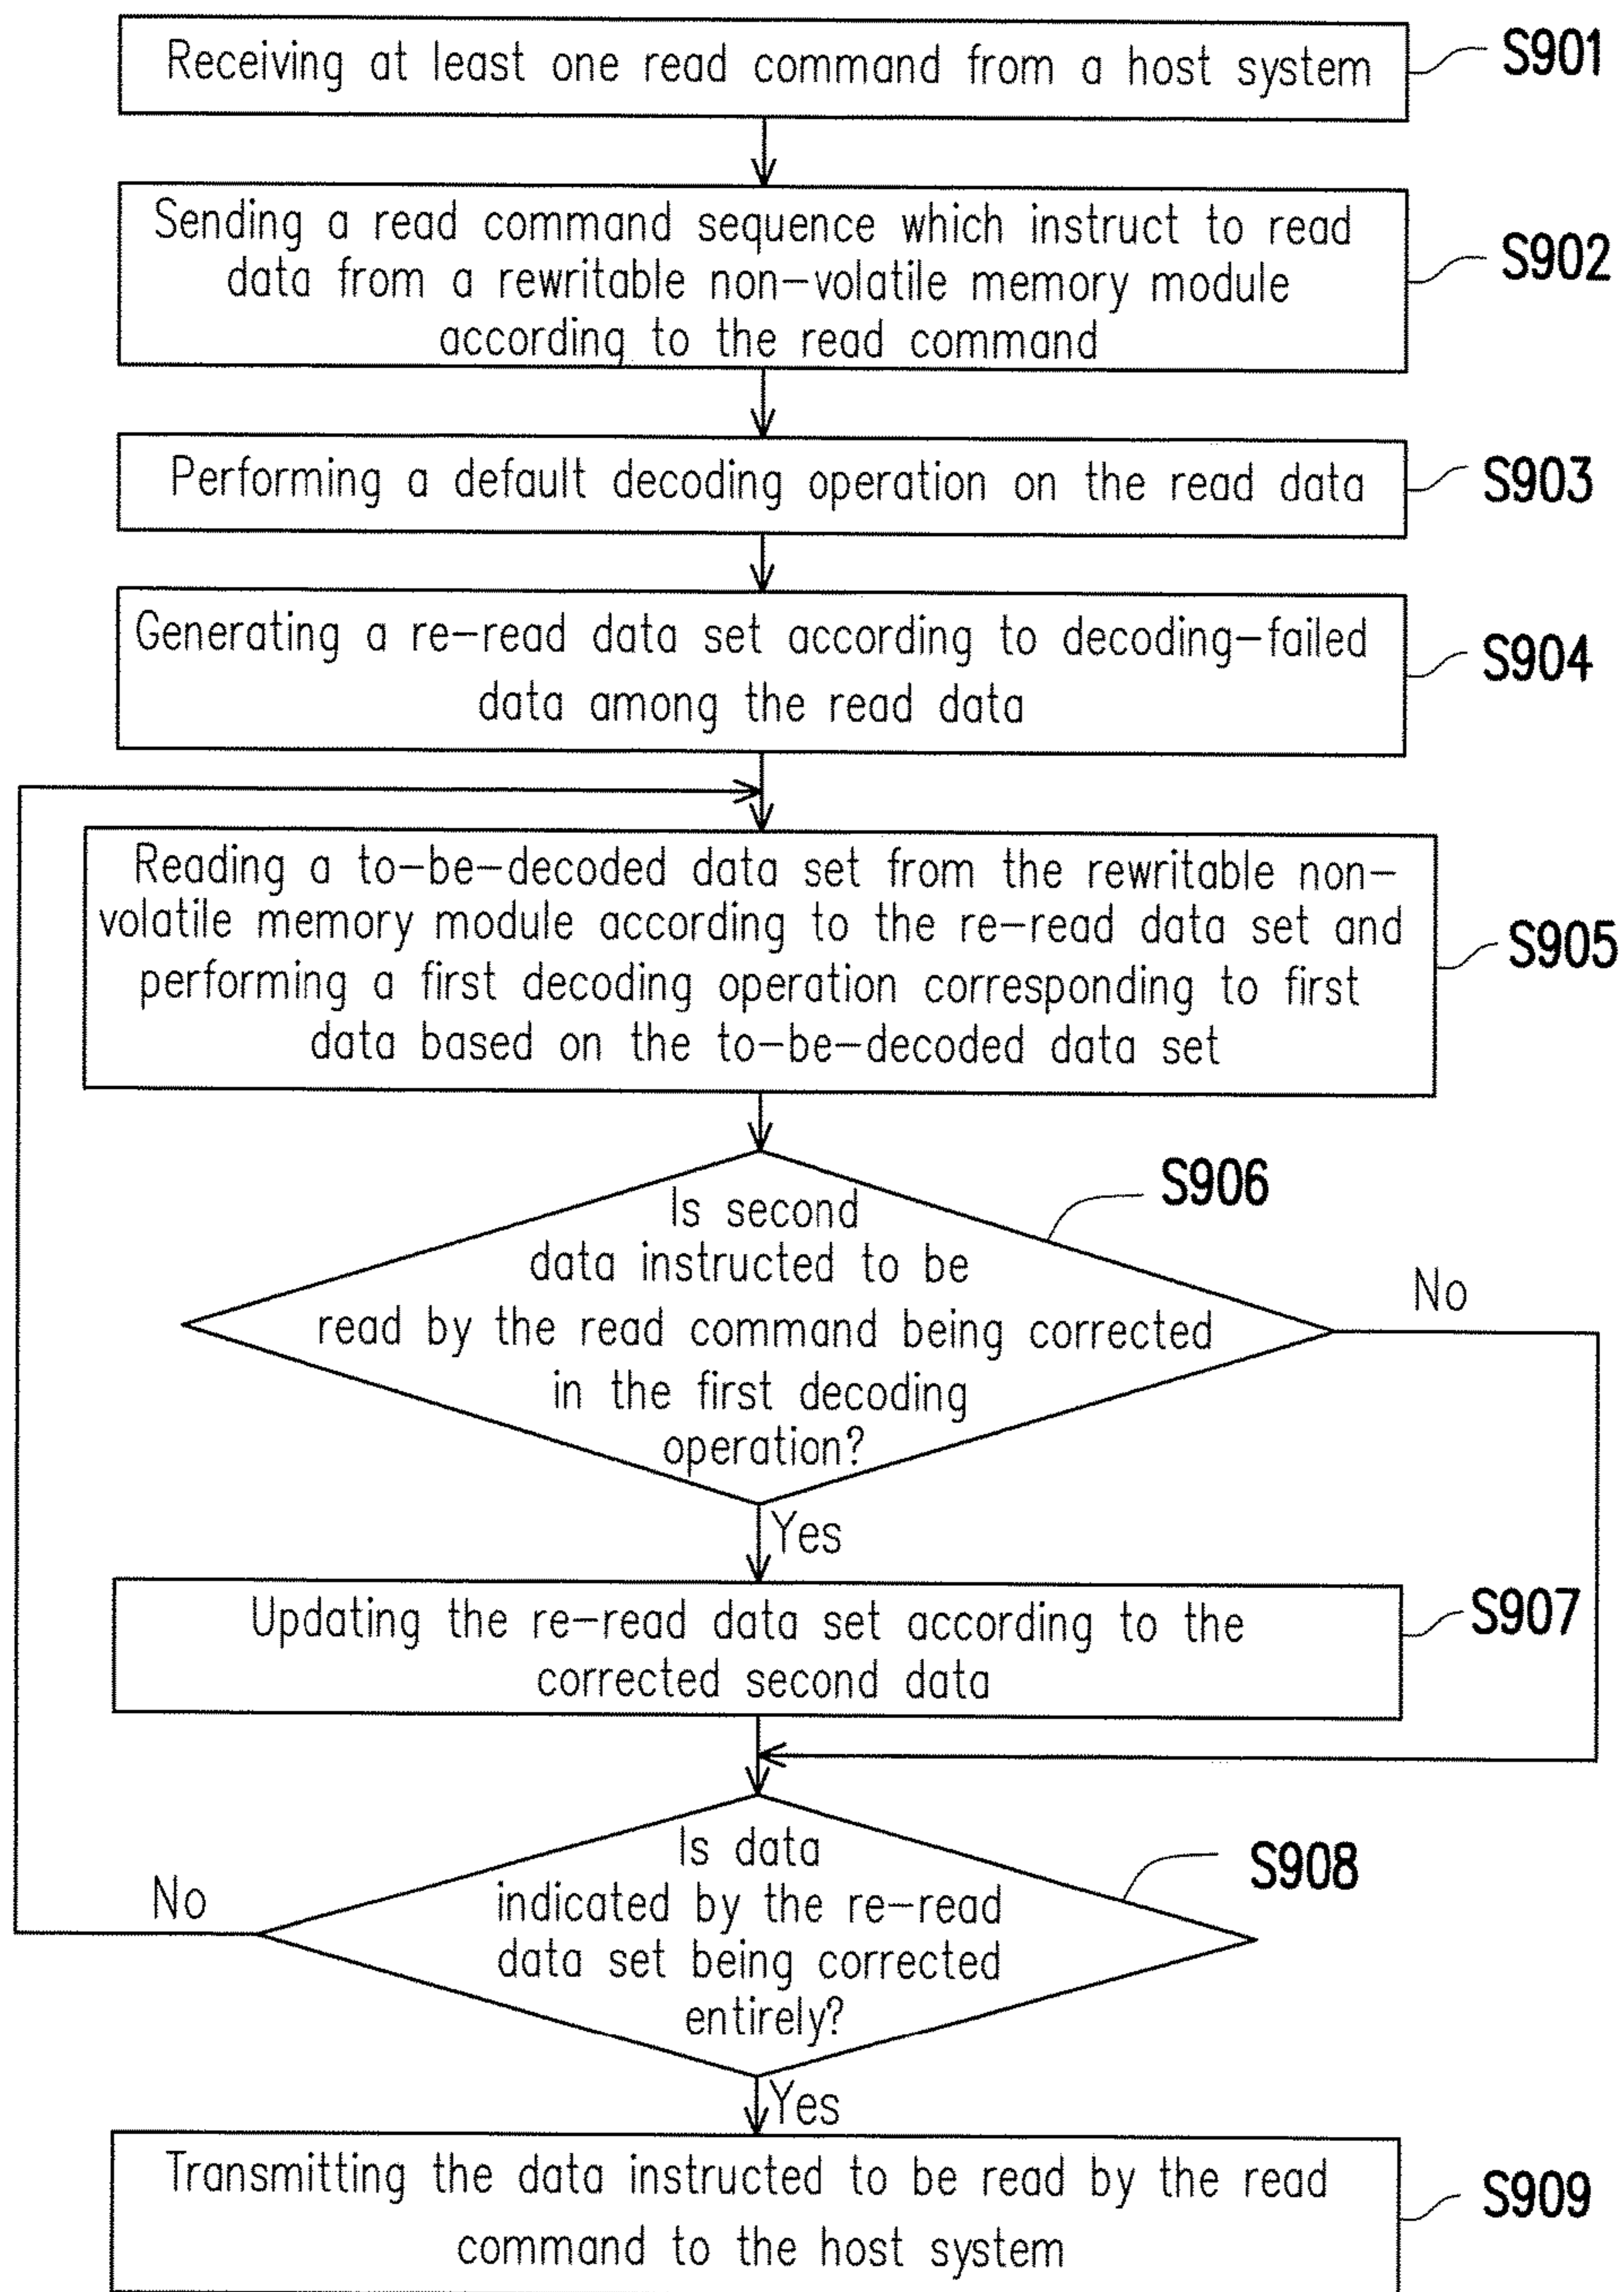 Receiving at least one read command from a host system
S901
Sending a read command sequence which instruct to read
data from a rewritable non-volatile memory module
according to the read command
S902
Performing a default decoding operation on the read data
S903
Generating a re-read data set according to decoding-failed
data among the read data
S904
Reading a to-be-decoded data set from the rewritable non-
volatile memory module according to the re-read data set and
performing a first decoding operation corresponding to first
data based on the to-be-decoded data set
S905
Is second
data instructed to be
read by the read command being corrected
in the first decoding
operation?
S906
No
Yes
Updating the re-read data set according to the
corrected second data
S907
Is data
indicated by the re-read
data set being corrected
entirely?
S908
No
Yes
Transmitting the data instructed to be read by the read
command to the host system
S909